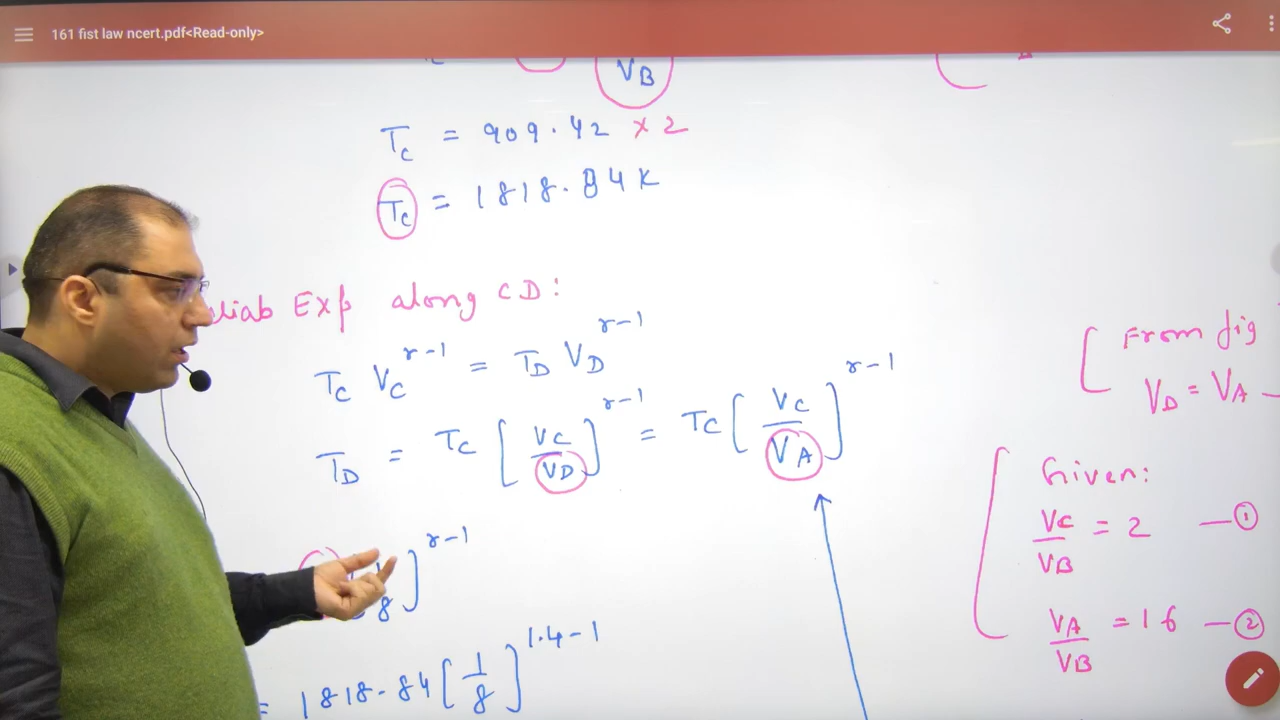 161 fist law ncert.pdf<Read-only>
VB
TC = 909.42 × 2
TC = 1818.84 K
Exp along CD:
TC VC^(r-1) = TD VD^(r-1)
TD = TC [VC/VD]^(r-1) = TC [VC/VA]^(r-1)
8]^(r-1)
= 1818.84 [1/8]^(1.4-1)
From fig
VD = VA
Given:
VC/VB = 2 — ①
VA/VB = 16 — ②